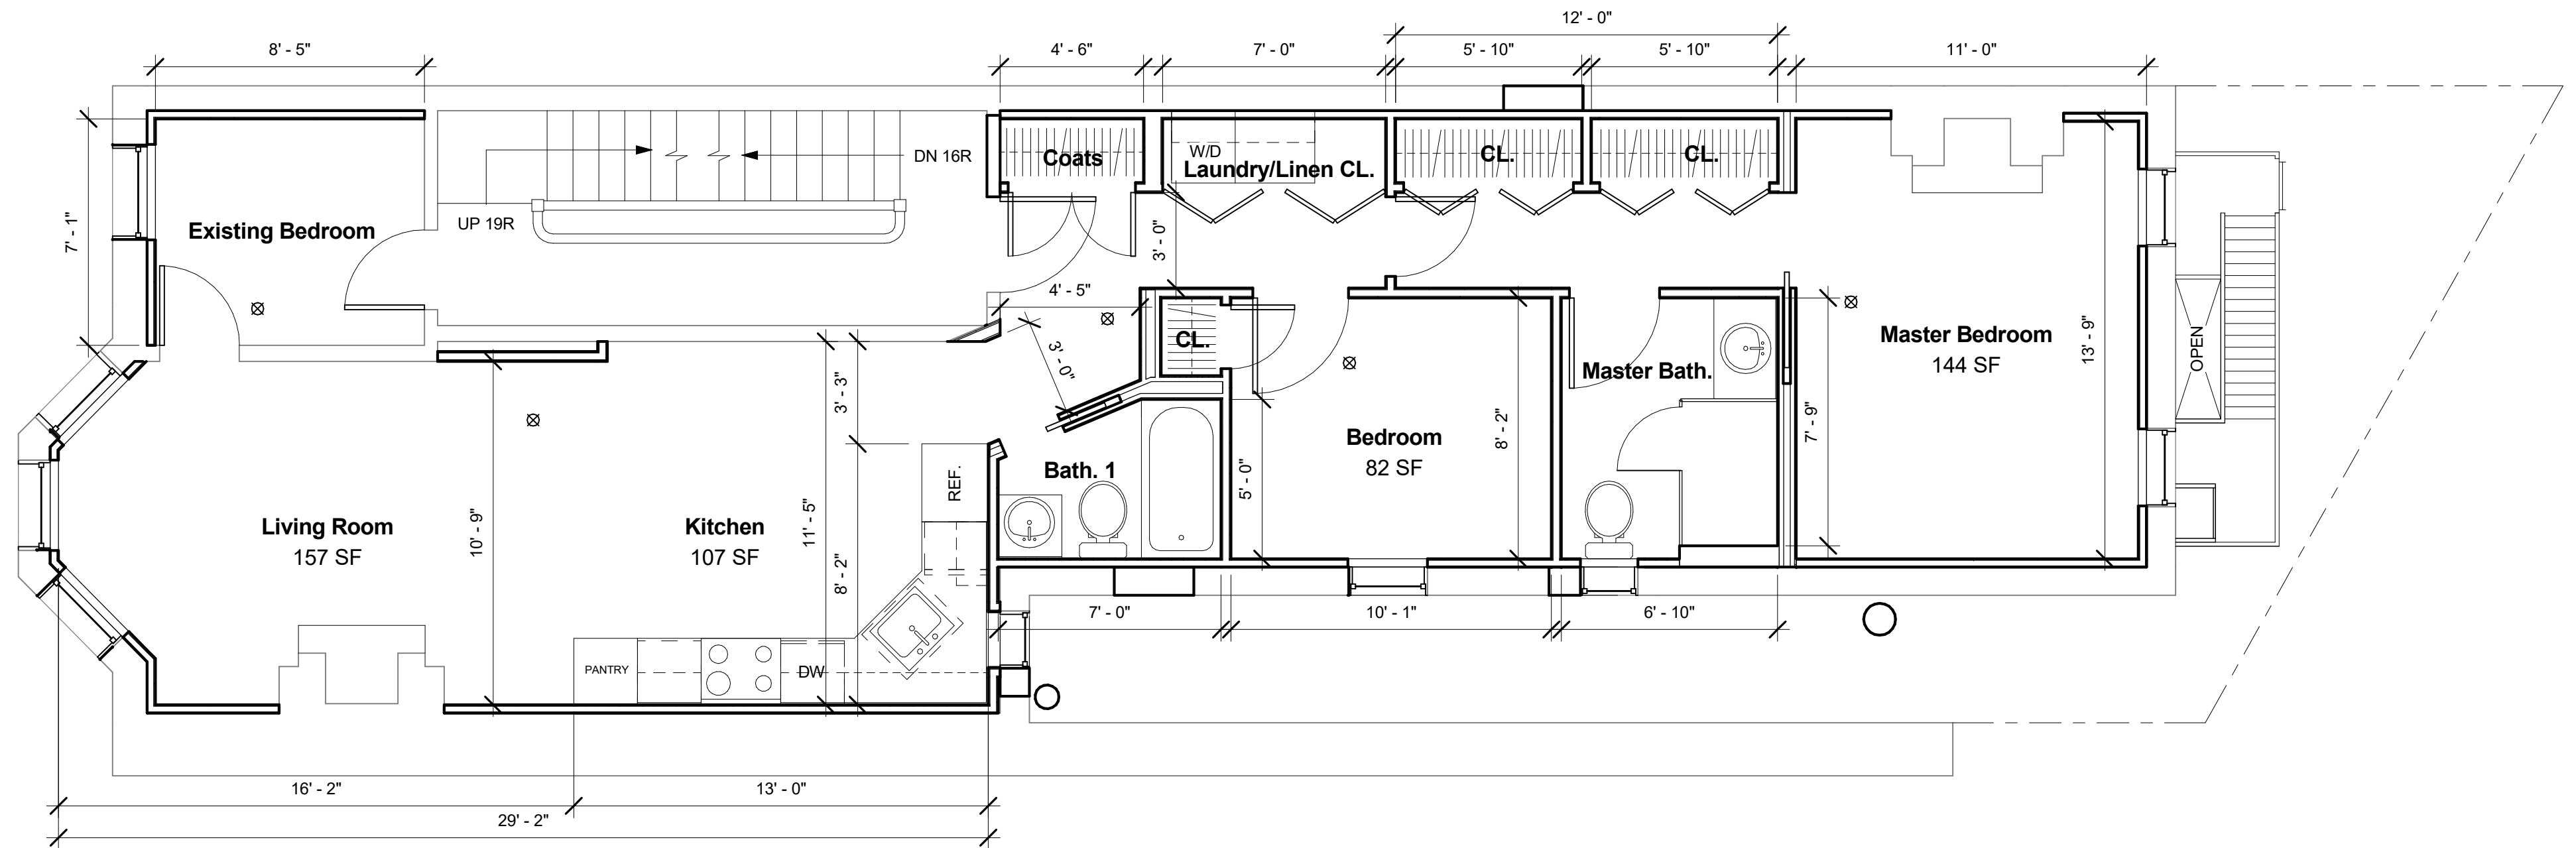 12' - 0"
8' - 5"
4' - 6"
7' - 0"
5' - 10"
5' - 10"
11' - 0"
DN 16R
Coats
W/D
Laundry/Linen CL.
CL.
CL.
7' - 1"
Existing Bedroom
UP 19R
3' - 0"
4' - 5"
3' - 0"
CL.
Master Bath.
Master Bedroom
144 SF
13' - 9"
OPEN
3' - 3"
Bedroom
82 SF
8' - 2"
7' - 9"
5' - 0"
Bath. 1
REF.
Living Room
157 SF
10' - 9"
Kitchen
107 SF
11' - 5"
8' - 2"
7' - 0"
10' - 1"
6' - 10"
PANTRY
DW
16' - 2"
13' - 0"
29' - 2"